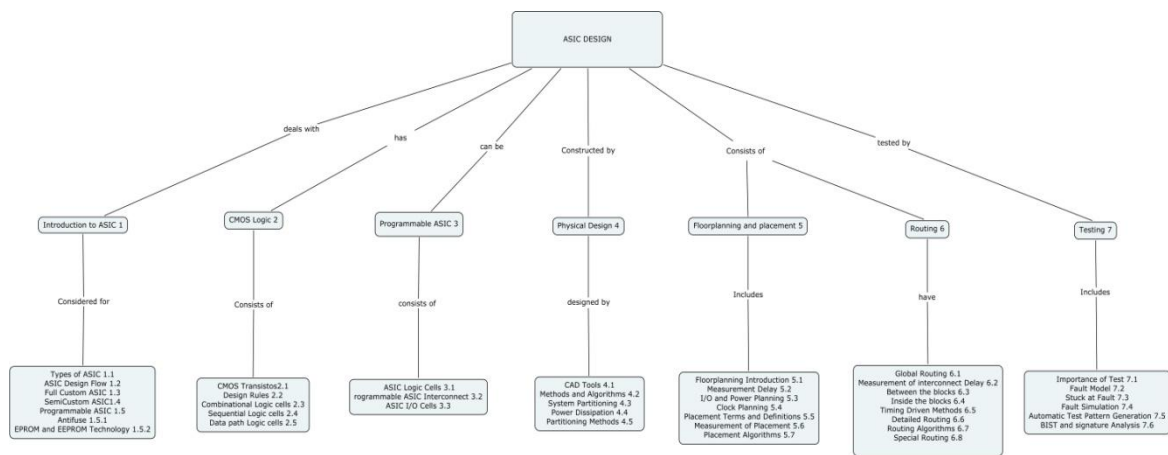 ASIC DESIGN
deals with
has
can be
Constructed by
Consists of
tested by
Introduction to ASIC 1
CMOS Logic 2
Programmable ASIC 3
Physical Design 4
Floorplanning and placement 5
Routing 6
Testing 7
Considered for
Consists of
consists of
designed by
Includes
have
Includes
Types of ASIC 1.1
ASIC Design Flow 1.2
Full Custom ASIC 1.3
SemiCustom ASIC1.4
Programmable ASIC 1.5
Antifuse 1.5.1
EPROM and EEPROM Technology 1.5.2
CMOS Transistos2.1
Design Rules 2.2
Combinational Logic cells 2.3
Sequential Logic cells 2.4
Data path Logic cells 2.5
ASIC Logic Cells 3.1
rogrammable ASIC Interconnect 3.2
ASIC I/O Cells 3.3
CAD Tools 4.1
Methods and Algorithms 4.2
System Partitioning 4.3
Power Dissipation 4.4
Partitioning Methods 4.5
Floorplanning Introduction 5.1
Measurement Delay 5.2
I/O and Power Planning 5.3
Clock Planning 5.4
Placement Terms and Definitions 5.5
Measurement of Placement 5.6
Placement Algorithms 5.7
Global Routing 6.1
Measurement of interconnect Delay 6.2
Between the blocks 6.3
Inside the blocks 6.4
Timing Driven Methods 6.5
Detailed Routing 6.6
Routing Algorithms 6.7
Special Routing 6.8
Importance of Test 7.1
Fault Model 7.2
Stuck at Fault 7.3
Fault Simulation 7.4
Automatic Test Pattern Generation 7.5
BIST and signature Analysis 7.6